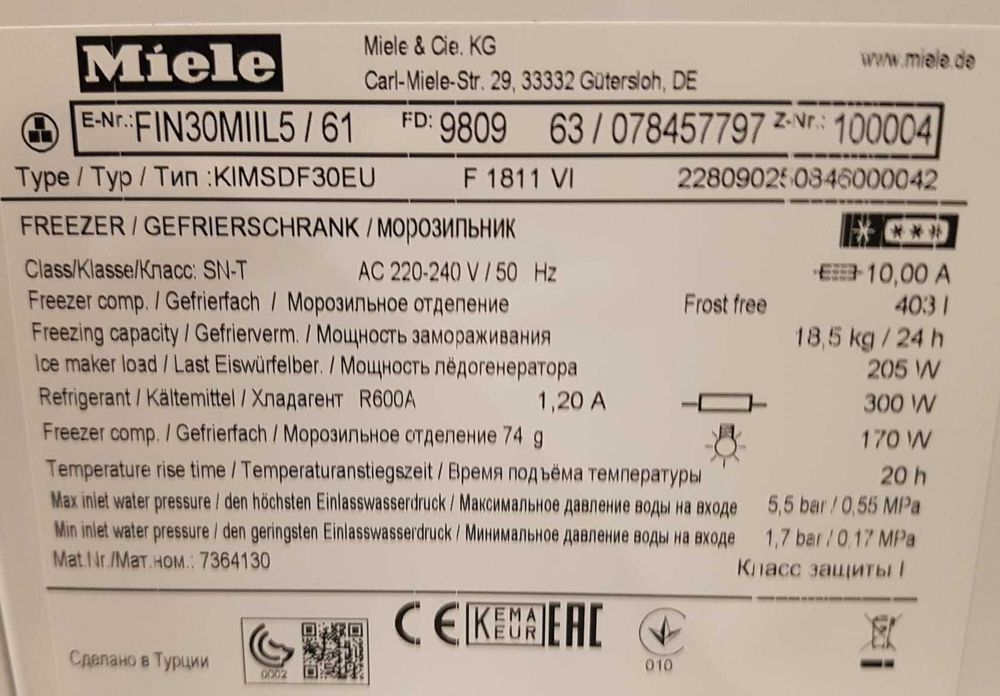 Miele
Miele & Cie. KG
Carl-Miele-Str. 29, 33332 Gütersloh, DE
www.miele.de
E-Nr.: FIN30MIIL5 / 61 FD: 9809 63 / 078457797 Z-Nr.: 100004
Type / Typ / Тип :KIMSDF30EU F 1811 VI 228090250846000042
FREEZER / GEFRIERSCHRANK / МОРОЗИЛЬНИК
Class/Klasse/Класс: SN-T AC 220-240 V / 50 Hz 10,00 A
Freezer comp. / Gefrierfach / Морозильное отделение Frost free 403 l
Freezing capacity / Gefrierverm. / Мощность замораживания 18,5 kg / 24 h
Ice maker load / Last Eiswürfelber. / Мощность лёдогенератора 205 W
Refrigerant / Kältemittel / Хладагент R600A 1,20 A 300 W
Freezer comp. / Gefrierfach / Морозильное отделение 74 g 170 W
Temperature rise time / Temperaturanstiegszeit / Время подъёма температуры 20 h
Max inlet water pressure / den höchsten Einlasswasserdruck / Максимальное давление воды на входе 5,5 bar / 0,55 MPa
Min inlet water pressure / den geringsten Einlasswasserdruck / Минимальное давление воды на входе 1,7 bar / 0,17 MPa
Mat.Nr./Мат.ном.: 7364130 Класс защиты I
Сделано в Турции 0002 CE KEMA KEUR EAC 010